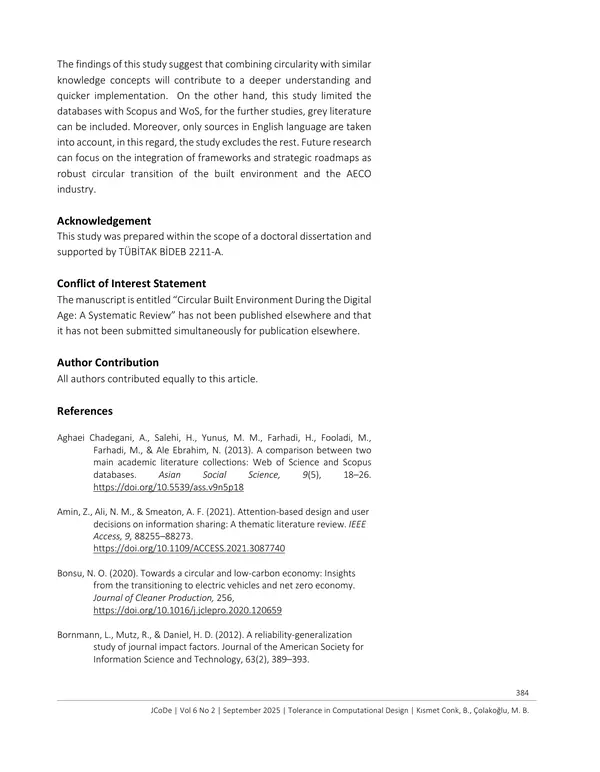 The findings of this study suggest that combining circularity with similar
knowledge concepts will contribute to a deeper understanding and
quicker implementation. On the other hand, this study limited the
databases with Scopus and WoS, for the further studies, grey literature
can be included. Moreover, only sources in English language are taken
into account, in this regard, the study excludes the rest. Future research
can focus on the integration of frameworks and strategic roadmaps as
robust circular transition of the built environment and the AECO
industry.
Acknowledgement
This study was prepared within the scope of a doctoral dissertation and
supported by TÜBİTAK BİDEB 2211-A.
Conflict of Interest Statement
The manuscript is entitled “Circular Built Environment During the Digital
Age: A Systematic Review” has not been published elsewhere and that
it has not been submitted simultaneously for publication elsewhere.
Author Contribution
All authors contributed equally to this article.
References
Aghaei Chadegani, A., Salehi, H., Yunus, M. M., Farhadi, H., Fooladi, M.,
Farhadi, M., & Ale Ebrahim, N. (2013). A comparison between two
main academic literature collections: Web of Science and Scopus
databases. Asian Social Science, 9(5), 18–26.
https://doi.org/10.5539/ass.v9n5p18
Amin, Z., Ali, N. M., & Smeaton, A. F. (2021). Attention-based design and user
decisions on information sharing: A thematic literature review. IEEE
Access, 9, 88255–88273.
https://doi.org/10.1109/ACCESS.2021.3087740
Bonsu, N. O. (2020). Towards a circular and low-carbon economy: Insights
from the transitioning to electric vehicles and net zero economy.
Journal of Cleaner Production, 256,
https://doi.org/10.1016/j.jclepro.2020.120659
Bornmann, L., Mutz, R., & Daniel, H. D. (2012). A reliability-generalization
study of journal impact factors. Journal of the American Society for
Information Science and Technology, 63(2), 389–393.
384
JCoDe | Vol 6 No 2 | September 2025 | Tolerance in Computational Design | Kısmet Conk, B., Çolakoğlu, M. B.